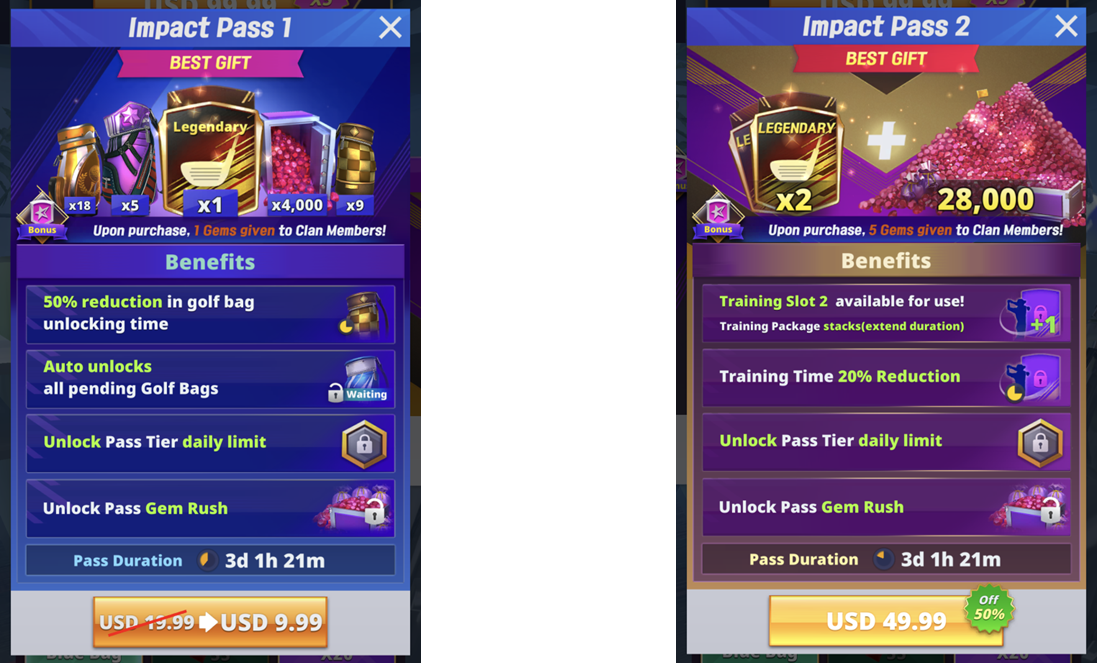 Impact Pass 1
BEST GIFT
Legendary
x18
x5
x1
x4,000
x9
Bonus
Upon purchase, 1 Gems given to Clan Members!
Benefits
50% reduction in golf bag
unlocking time
Auto unlocks
all pending Golf Bags
Waiting
Unlock Pass Tier daily limit
Unlock Pass Gem Rush
Pass Duration 3d 1h 21m
USD 19.99 USD 9.99
Impact Pass 2
BEST GIFT
LE
LEGENDARY
x2
+
28,000
Bonus
Upon purchase, 5 Gems given to Clan Members!
Benefits
Training Slot 2 available for use!
Training Package stacks(extend duration)
+1
Training Time 20% Reduction
Unlock Pass Tier daily limit
Unlock Pass Gem Rush
Pass Duration 3d 1h 21m
USD 49.99
Off
50%